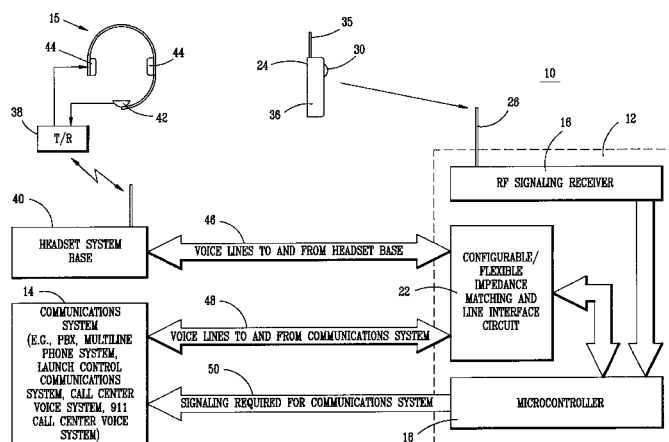 15
44
44
42
38
T/R
35
24
30
36
10
26
16
12
RF SIGNALING RECEIVER
40
HEADSET SYSTEM
BASE
46
VOICE LINES TO AND FROM HEADSET BASE
CONFIGURABLE/
FLEXIBLE
IMPEDANCE
MATCHING AND
LINE INTERFACE
CIRCUIT
22
14
COMMUNICATIONS
SYSTEM
(E.G., PBX, MULTILINE
PHONE SYSTEM,
LAUNCH CONTROL
COMMUNICATIONS
SYSTEM, CALL CENTER
VOICE SYSTEM, 911
CALL CENTER VOICE
SYSTEM)
48
VOICE LINES TO AND FROM COMMUNICATIONS SYSTEM
50
SIGNALING REQUIRED FOR COMMUNICATIONS SYSTEM
MICROCONTROLLER
18